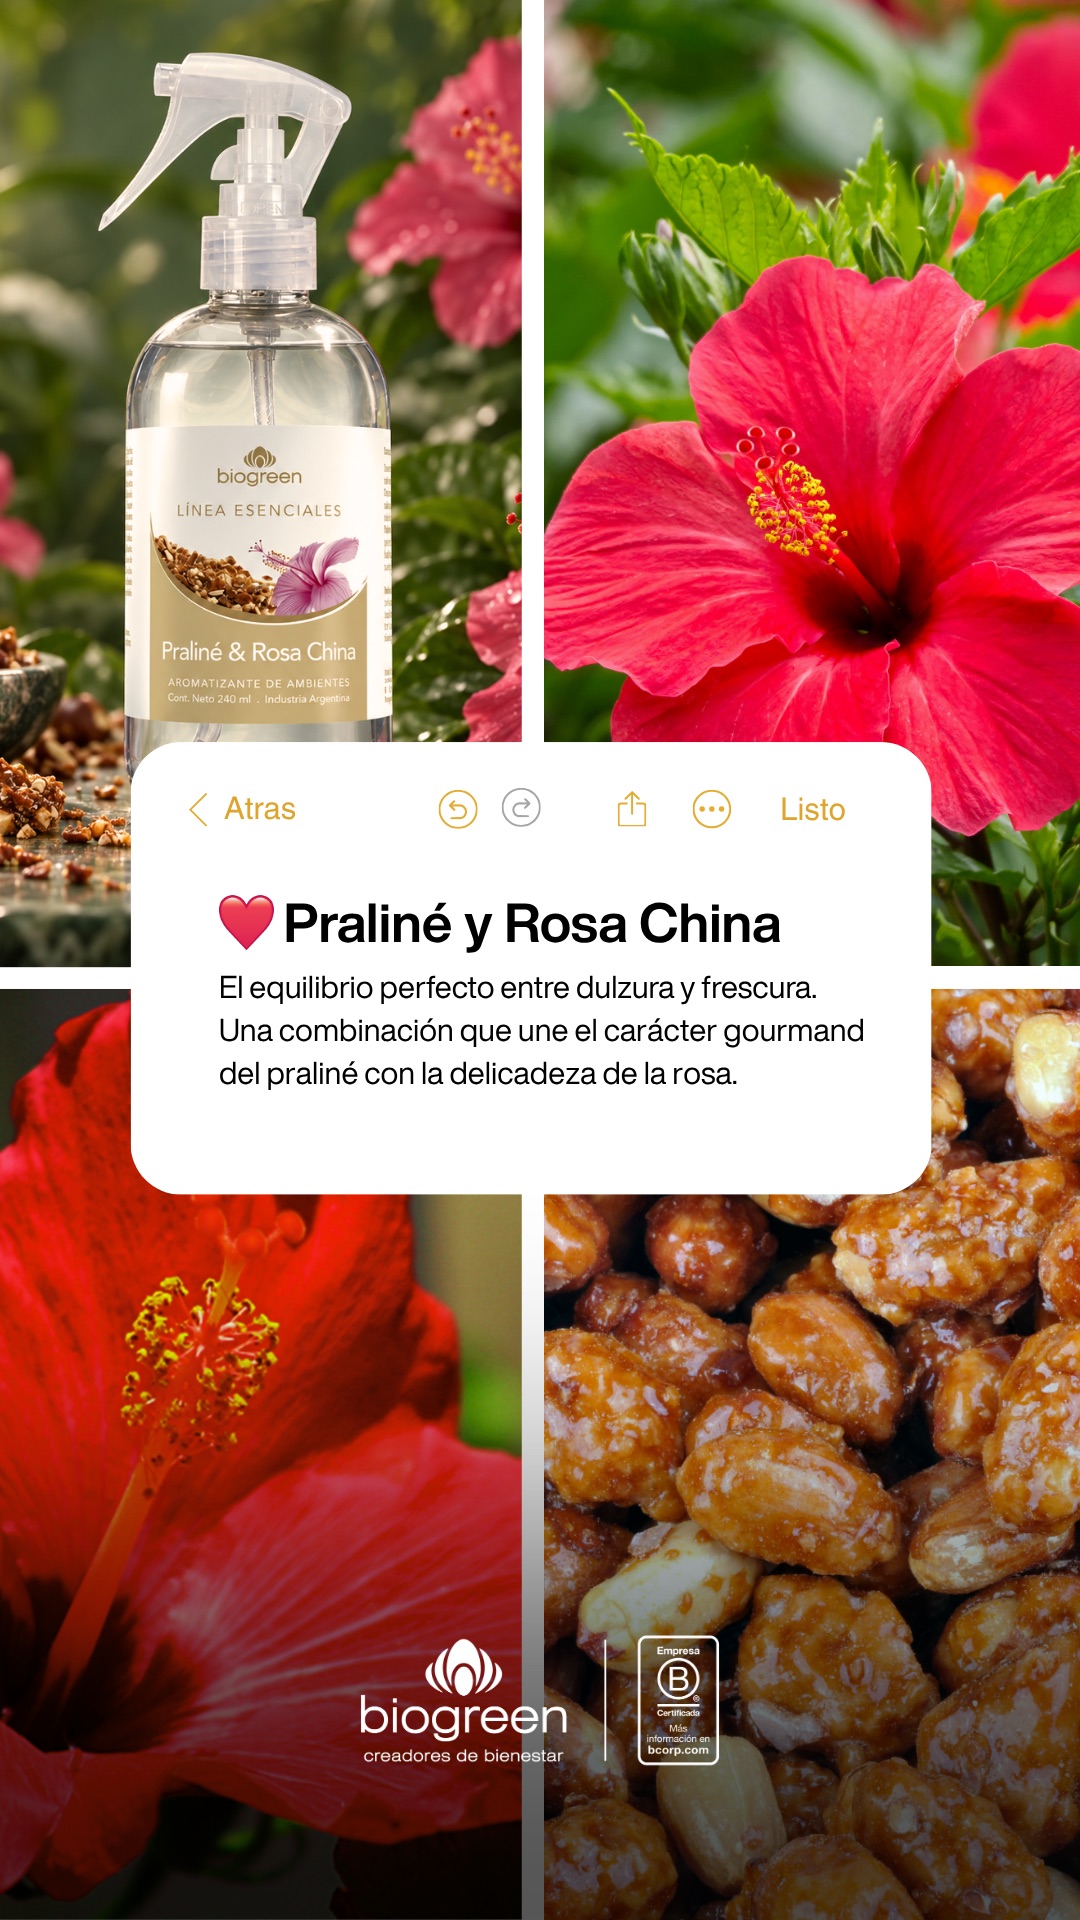 biogreen
LÍNEA ESENCIALES
Praliné & Rosa China
AROMATIZANTE DE AMBIENTES
Cont. Neto 240 ml . Industria Argentina
Atras
Listo
Praliné y Rosa China
El equilibrio perfecto entre dulzura y frescura.
Una combinación que une el carácter gourmand
del praliné con la delicadeza de la rosa.
biogreen
creadores de bienestar
Empresa
B
®
Certificada
Más
información en
bcorp.com